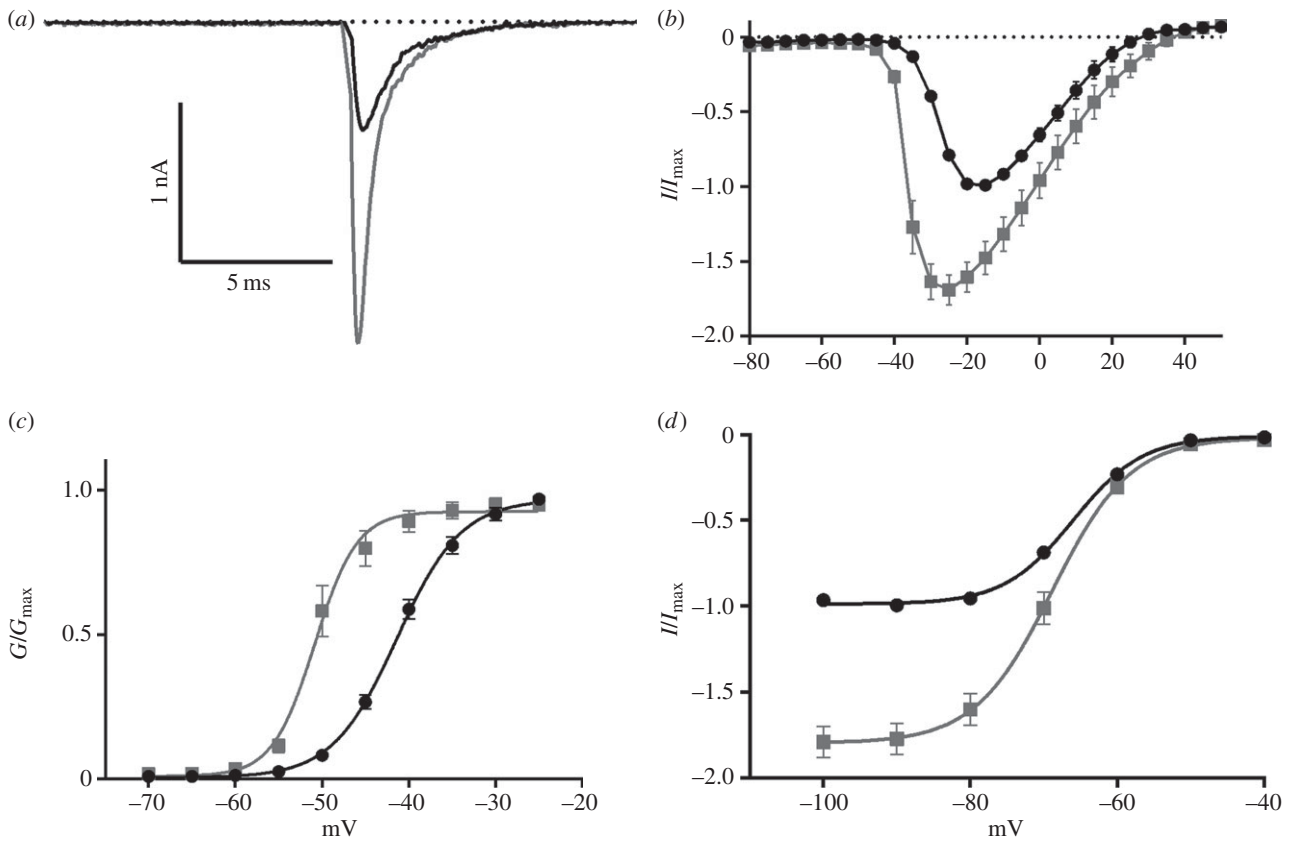 (a)
1 nA
5 ms
(b)
0
–0.5
–1.0
–1.5
–2.0
I/Imax
–80 –60 –40 –20 0 20 40
(c)
1.0
0.5
0
G/Gmax
–70 –60 –50 –40 –30 –20
mV
(d)
0
–0.5
–1.0
–1.5
–2.0
I/Imax
–100 –80 –60 –40
mV